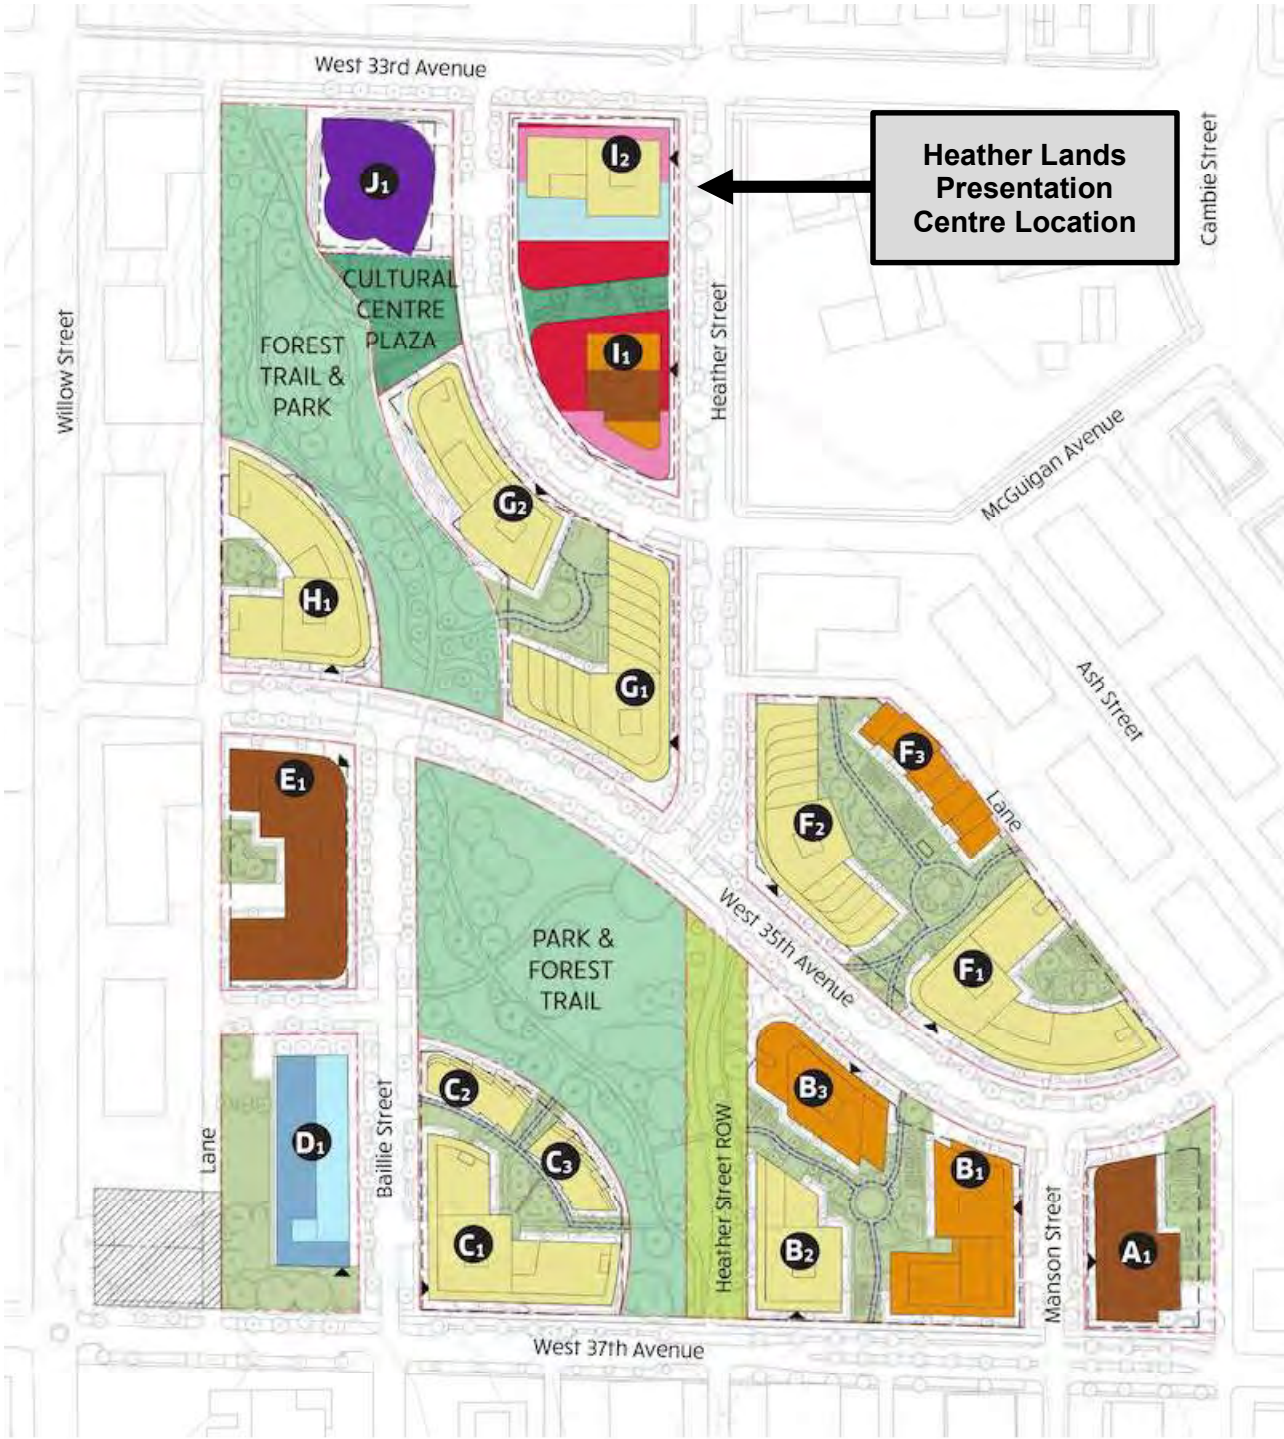 West 33rd Avenue
Heather Lands
Presentation
Centre Location
Cambie Street
I2
J1
CULTURAL
CENTRE
PLAZA
FOREST
TRAIL &
PARK
I1
Heather Street
Willow Street
McGuigan Avenue
G2
H1
G1
Ash Street
F3
E1
Lane
F2
West 35th Avenue
PARK &
FOREST
TRAIL
F1
B3
C2
Heather Street ROW
Baillie Street
Lane
D1
C3
B1
Manson Street
C1
B2
A1
West 37th Avenue